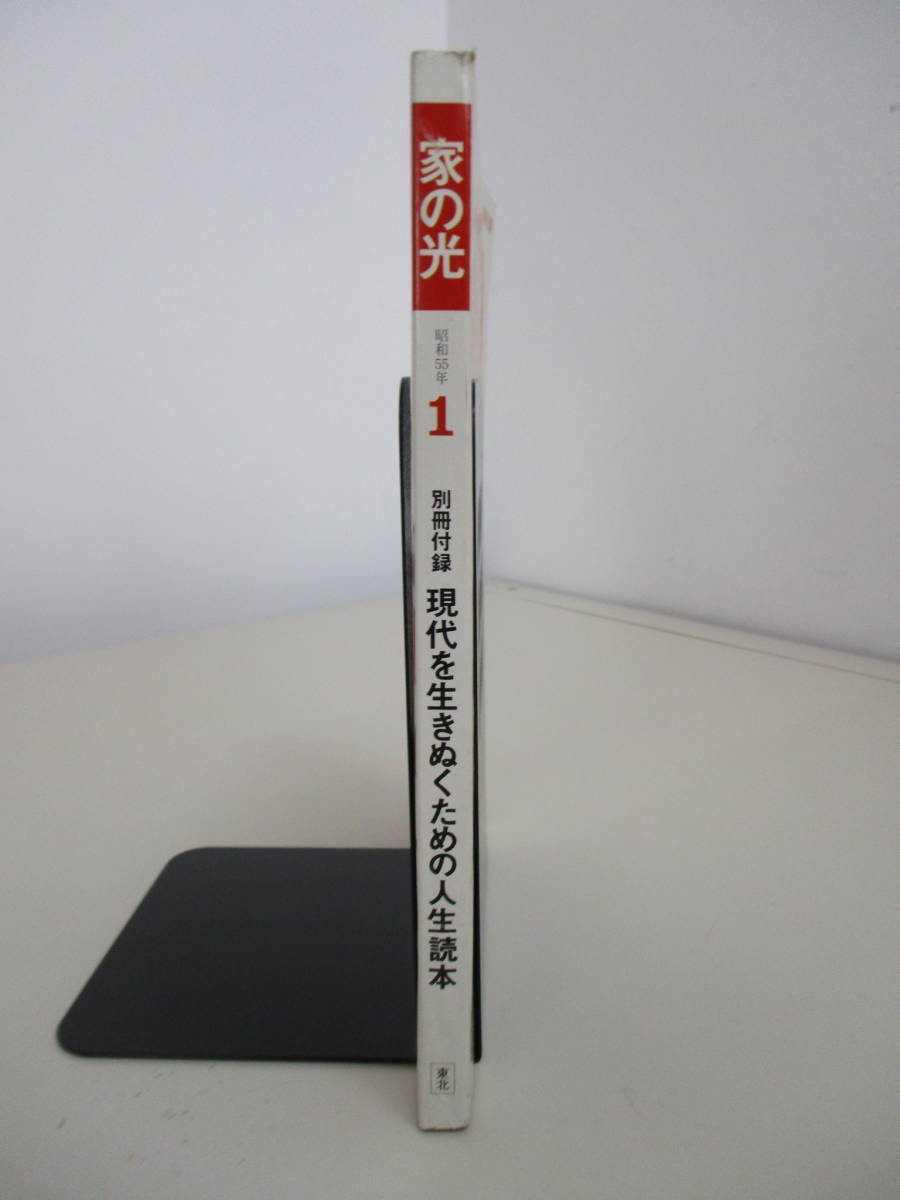 家の光
昭和55年
1
別冊付録
現代を生きぬくための人生読本
東北